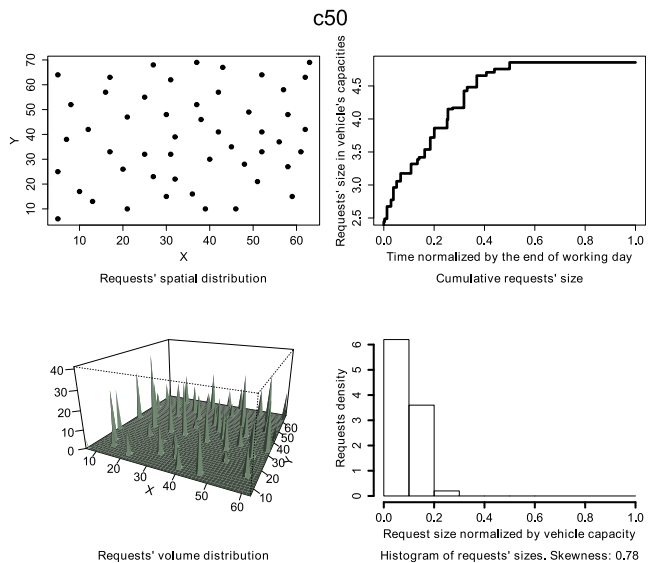 c50
70
60
50
40
30
20
10
Y
10 20 30 40 50 60
X
Requests' spatial distribution
Requests' size in vehicle's capacities
4.5
4.0
3.5
3.0
2.5
0.0 0.2 0.4 0.6 0.8 1.0
Time normalized by the end of working day
Cumulative requests' size
40
30
20
10
0
10
20
30
40
50
60
X
10
20
30
40
50
60
Y
Requests' volume distribution
Requests density
6
5
4
3
2
1
0
0.0 0.2 0.4 0.6 0.8 1.0
Request size normalized by vehicle capacity
Histogram of requests' sizes. Skewness: 0.78